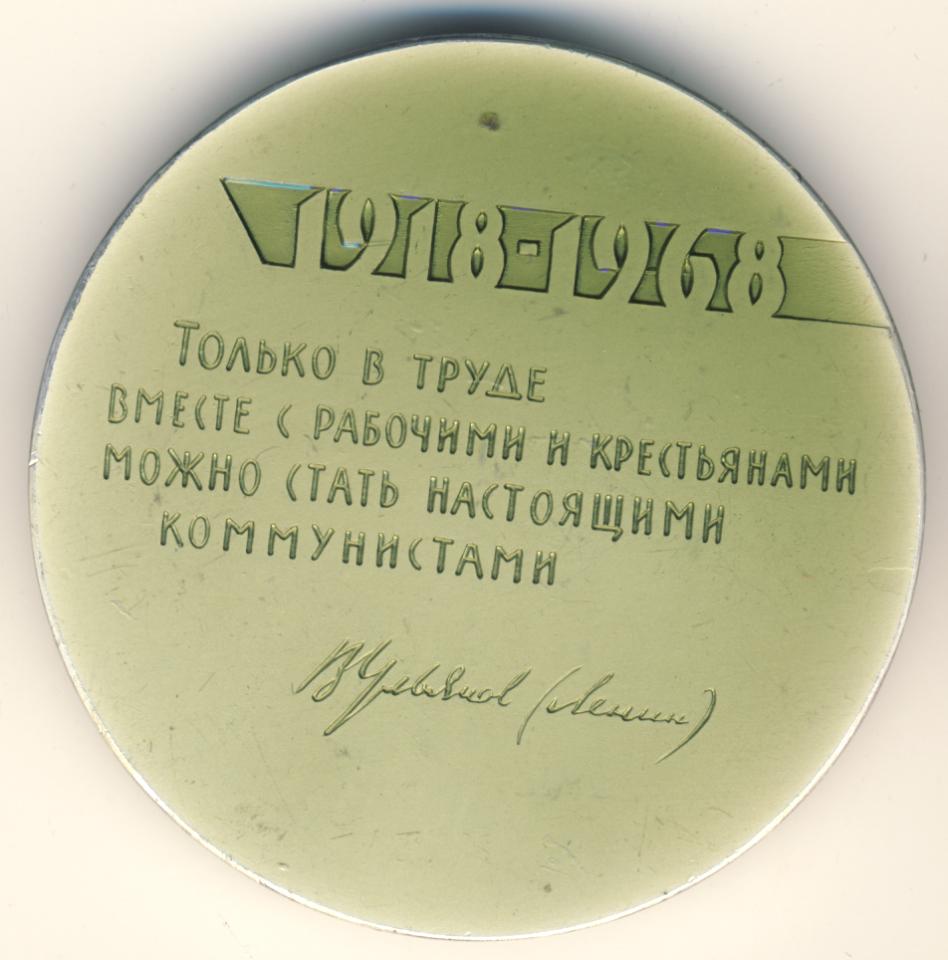 1918-1968
ТОЛЬКО В ТРУДЕ
ВМЕСТЕ С РАБОЧИМИ И КРЕСТЬЯНАМИ
МОЖНО СТАТЬ НАСТОЯЩИМИ
КОММУНИСТАМИ
В Ульянов (Ленин)